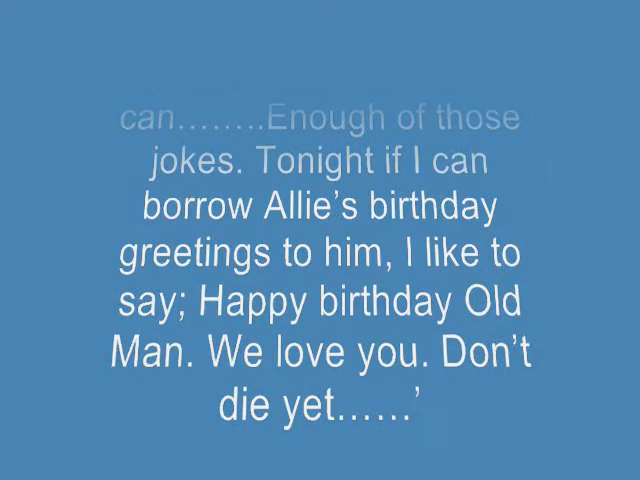 can……..Enough of those
jokes. Tonight if I can
borrow Allie’s birthday
greetings to him, I like to
say; Happy birthday Old
Man. We love you. Don’t
die yet……’